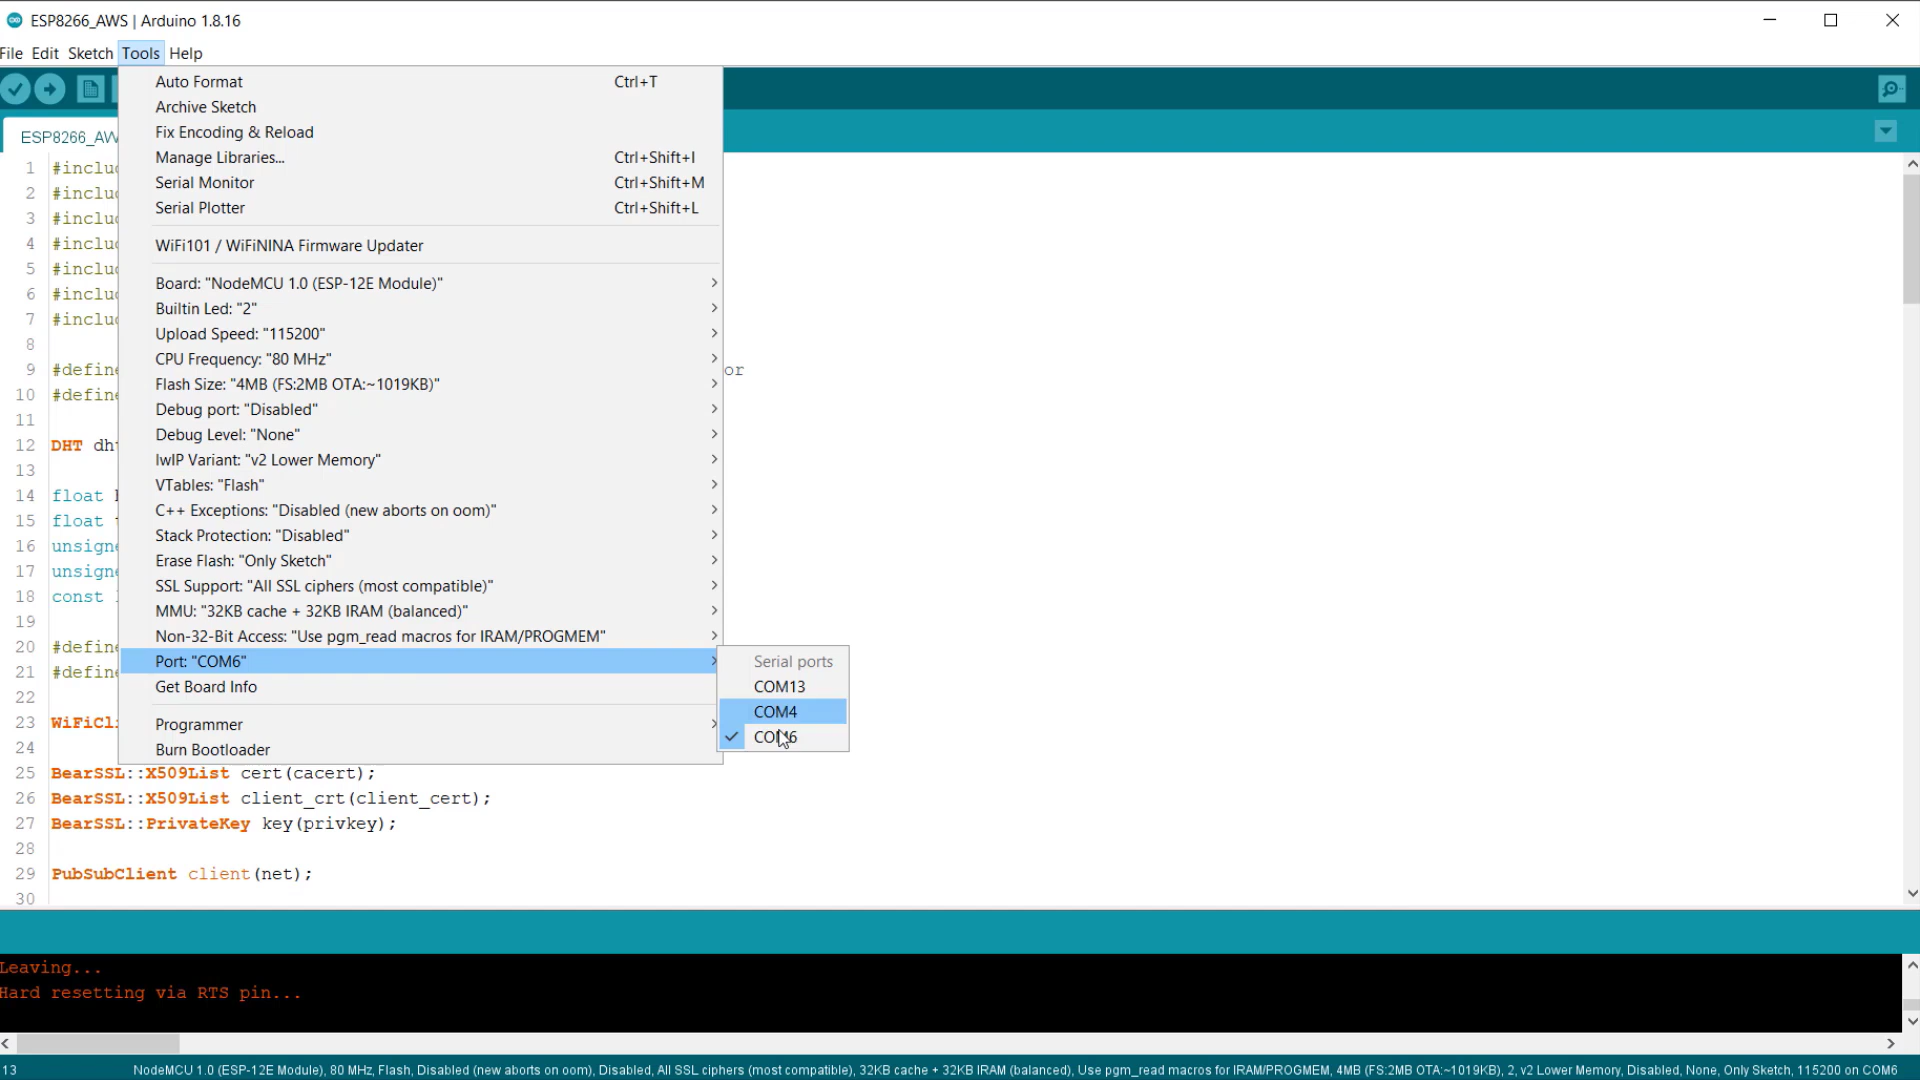 ESP8266_AWS | Arduino 1.8.16
File Edit Sketch Tools Help
Auto Format Ctrl+T
Archive Sketch
Fix Encoding & Reload
Manage Libraries... Ctrl+Shift+I
Serial Monitor Ctrl+Shift+M
Serial Plotter Ctrl+Shift+L
WiFi101 / WiFiNINA Firmware Updater
Board: "NodeMCU 1.0 (ESP-12E Module)"
Builtin Led: "2"
Upload Speed: "115200"
CPU Frequency: "80 MHz"
Flash Size: "4MB (FS:2MB OTA:~1019KB)"
Debug port: "Disabled"
Debug Level: "None"
lwIP Variant: "v2 Lower Memory"
VTables: "Flash"
C++ Exceptions: "Disabled (new aborts on oom)"
Stack Protection: "Disabled"
Erase Flash: "Only Sketch"
SSL Support: "All SSL ciphers (most compatible)"
MMU: "32KB cache + 32KB IRAM (balanced)"
Non-32-Bit Access: "Use pgm_read macros for IRAM/PROGMEM"
Port: "COM6"
Get Board Info
Programmer
Burn Bootloader
Serial ports
COM13
COM4
COM6
ESP8266_AW
1 #inclu
2 #inclu
3 #inclu
4 #inclu
5 #inclu
6 #inclu
7 #inclu
8
9 #define or
10 #define
11
12 DHT dht
13
14 float
15 float
16 unsigne
17 unsigne
18 const
19
20 #define
21 #define
22
23 WiFiCli
24
25 BearSSL::X509List cert(cacert);
26 BearSSL::X509List client_crt(client_cert);
27 BearSSL::PrivateKey key(privkey);
28
29 PubSubClient client(net);
30
Leaving...
Hard resetting via RTS pin...
13 NodeMCU 1.0 (ESP-12E Module), 80 MHz, Flash, Disabled (new aborts on oom), Disabled, All SSL ciphers (most compatible), 32KB cache + 32KB IRAM (balanced), Use pgm_read macros for IRAM/PROGMEM, 4MB (FS:2MB OTA:~1019KB), 2, v2 Lower Memory, Disabled, None, Only Sketch, 115200 on COM6